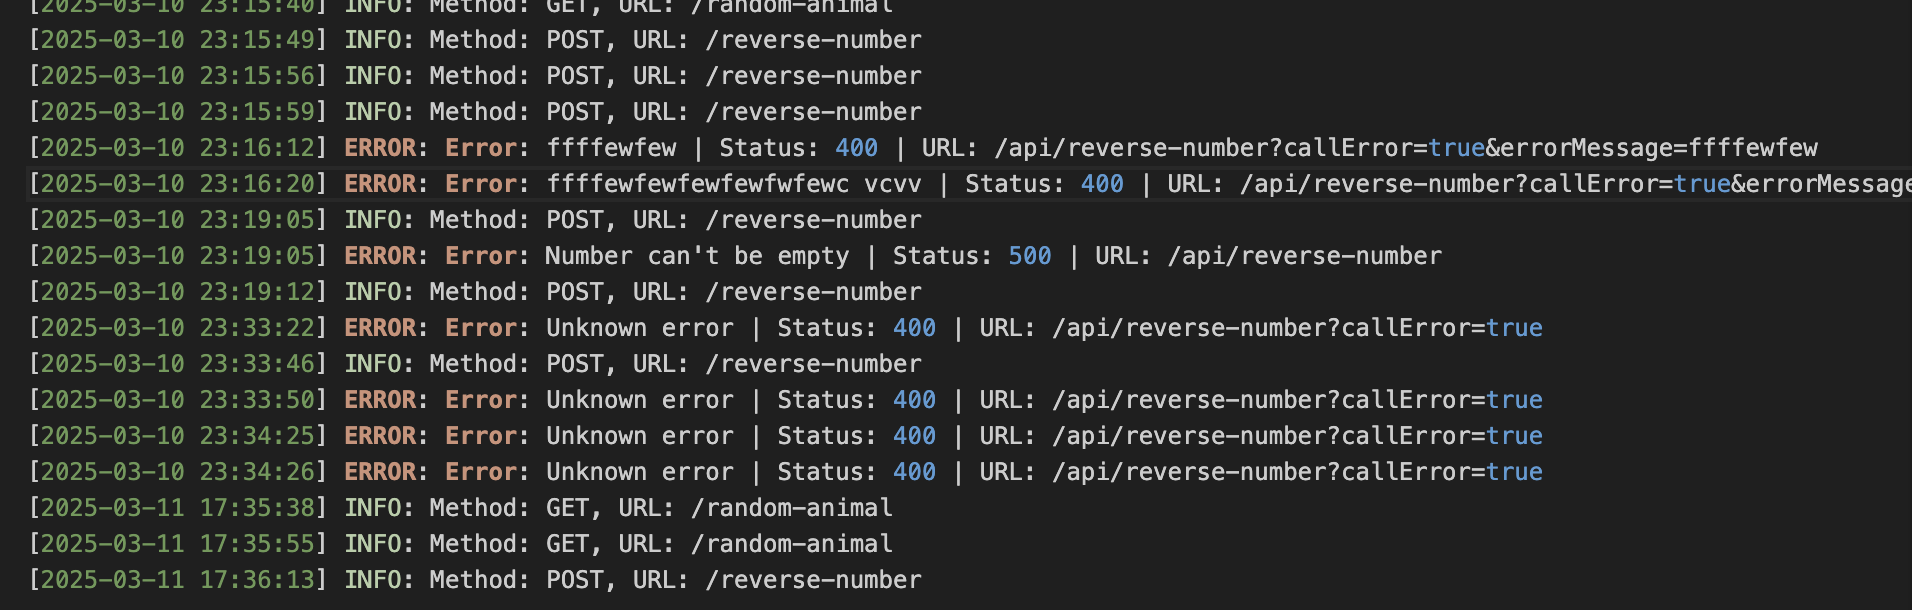 [2025-03-10 23:15:40] INFO: Method: GET, URL: /random-animal
[2025-03-10 23:15:49] INFO: Method: POST, URL: /reverse-number
[2025-03-10 23:15:56] INFO: Method: POST, URL: /reverse-number
[2025-03-10 23:15:59] INFO: Method: POST, URL: /reverse-number
[2025-03-10 23:16:12] ERROR: Error: ffffewfew | Status: 400 | URL: /api/reverse-number?callError=true&errorMessage=ffffewfew
[2025-03-10 23:16:20] ERROR: Error: ffffewfewfewfewfwfewc vcvv | Status: 400 | URL: /api/reverse-number?callError=true&errorMessage
[2025-03-10 23:19:05] INFO: Method: POST, URL: /reverse-number
[2025-03-10 23:19:05] ERROR: Error: Number can't be empty | Status: 500 | URL: /api/reverse-number
[2025-03-10 23:19:12] INFO: Method: POST, URL: /reverse-number
[2025-03-10 23:33:22] ERROR: Error: Unknown error | Status: 400 | URL: /api/reverse-number?callError=true
[2025-03-10 23:33:46] INFO: Method: POST, URL: /reverse-number
[2025-03-10 23:33:50] ERROR: Error: Unknown error | Status: 400 | URL: /api/reverse-number?callError=true
[2025-03-10 23:34:25] ERROR: Error: Unknown error | Status: 400 | URL: /api/reverse-number?callError=true
[2025-03-10 23:34:26] ERROR: Error: Unknown error | Status: 400 | URL: /api/reverse-number?callError=true
[2025-03-11 17:35:38] INFO: Method: GET, URL: /random-animal
[2025-03-11 17:35:55] INFO: Method: GET, URL: /random-animal
[2025-03-11 17:36:13] INFO: Method: POST, URL: /reverse-number